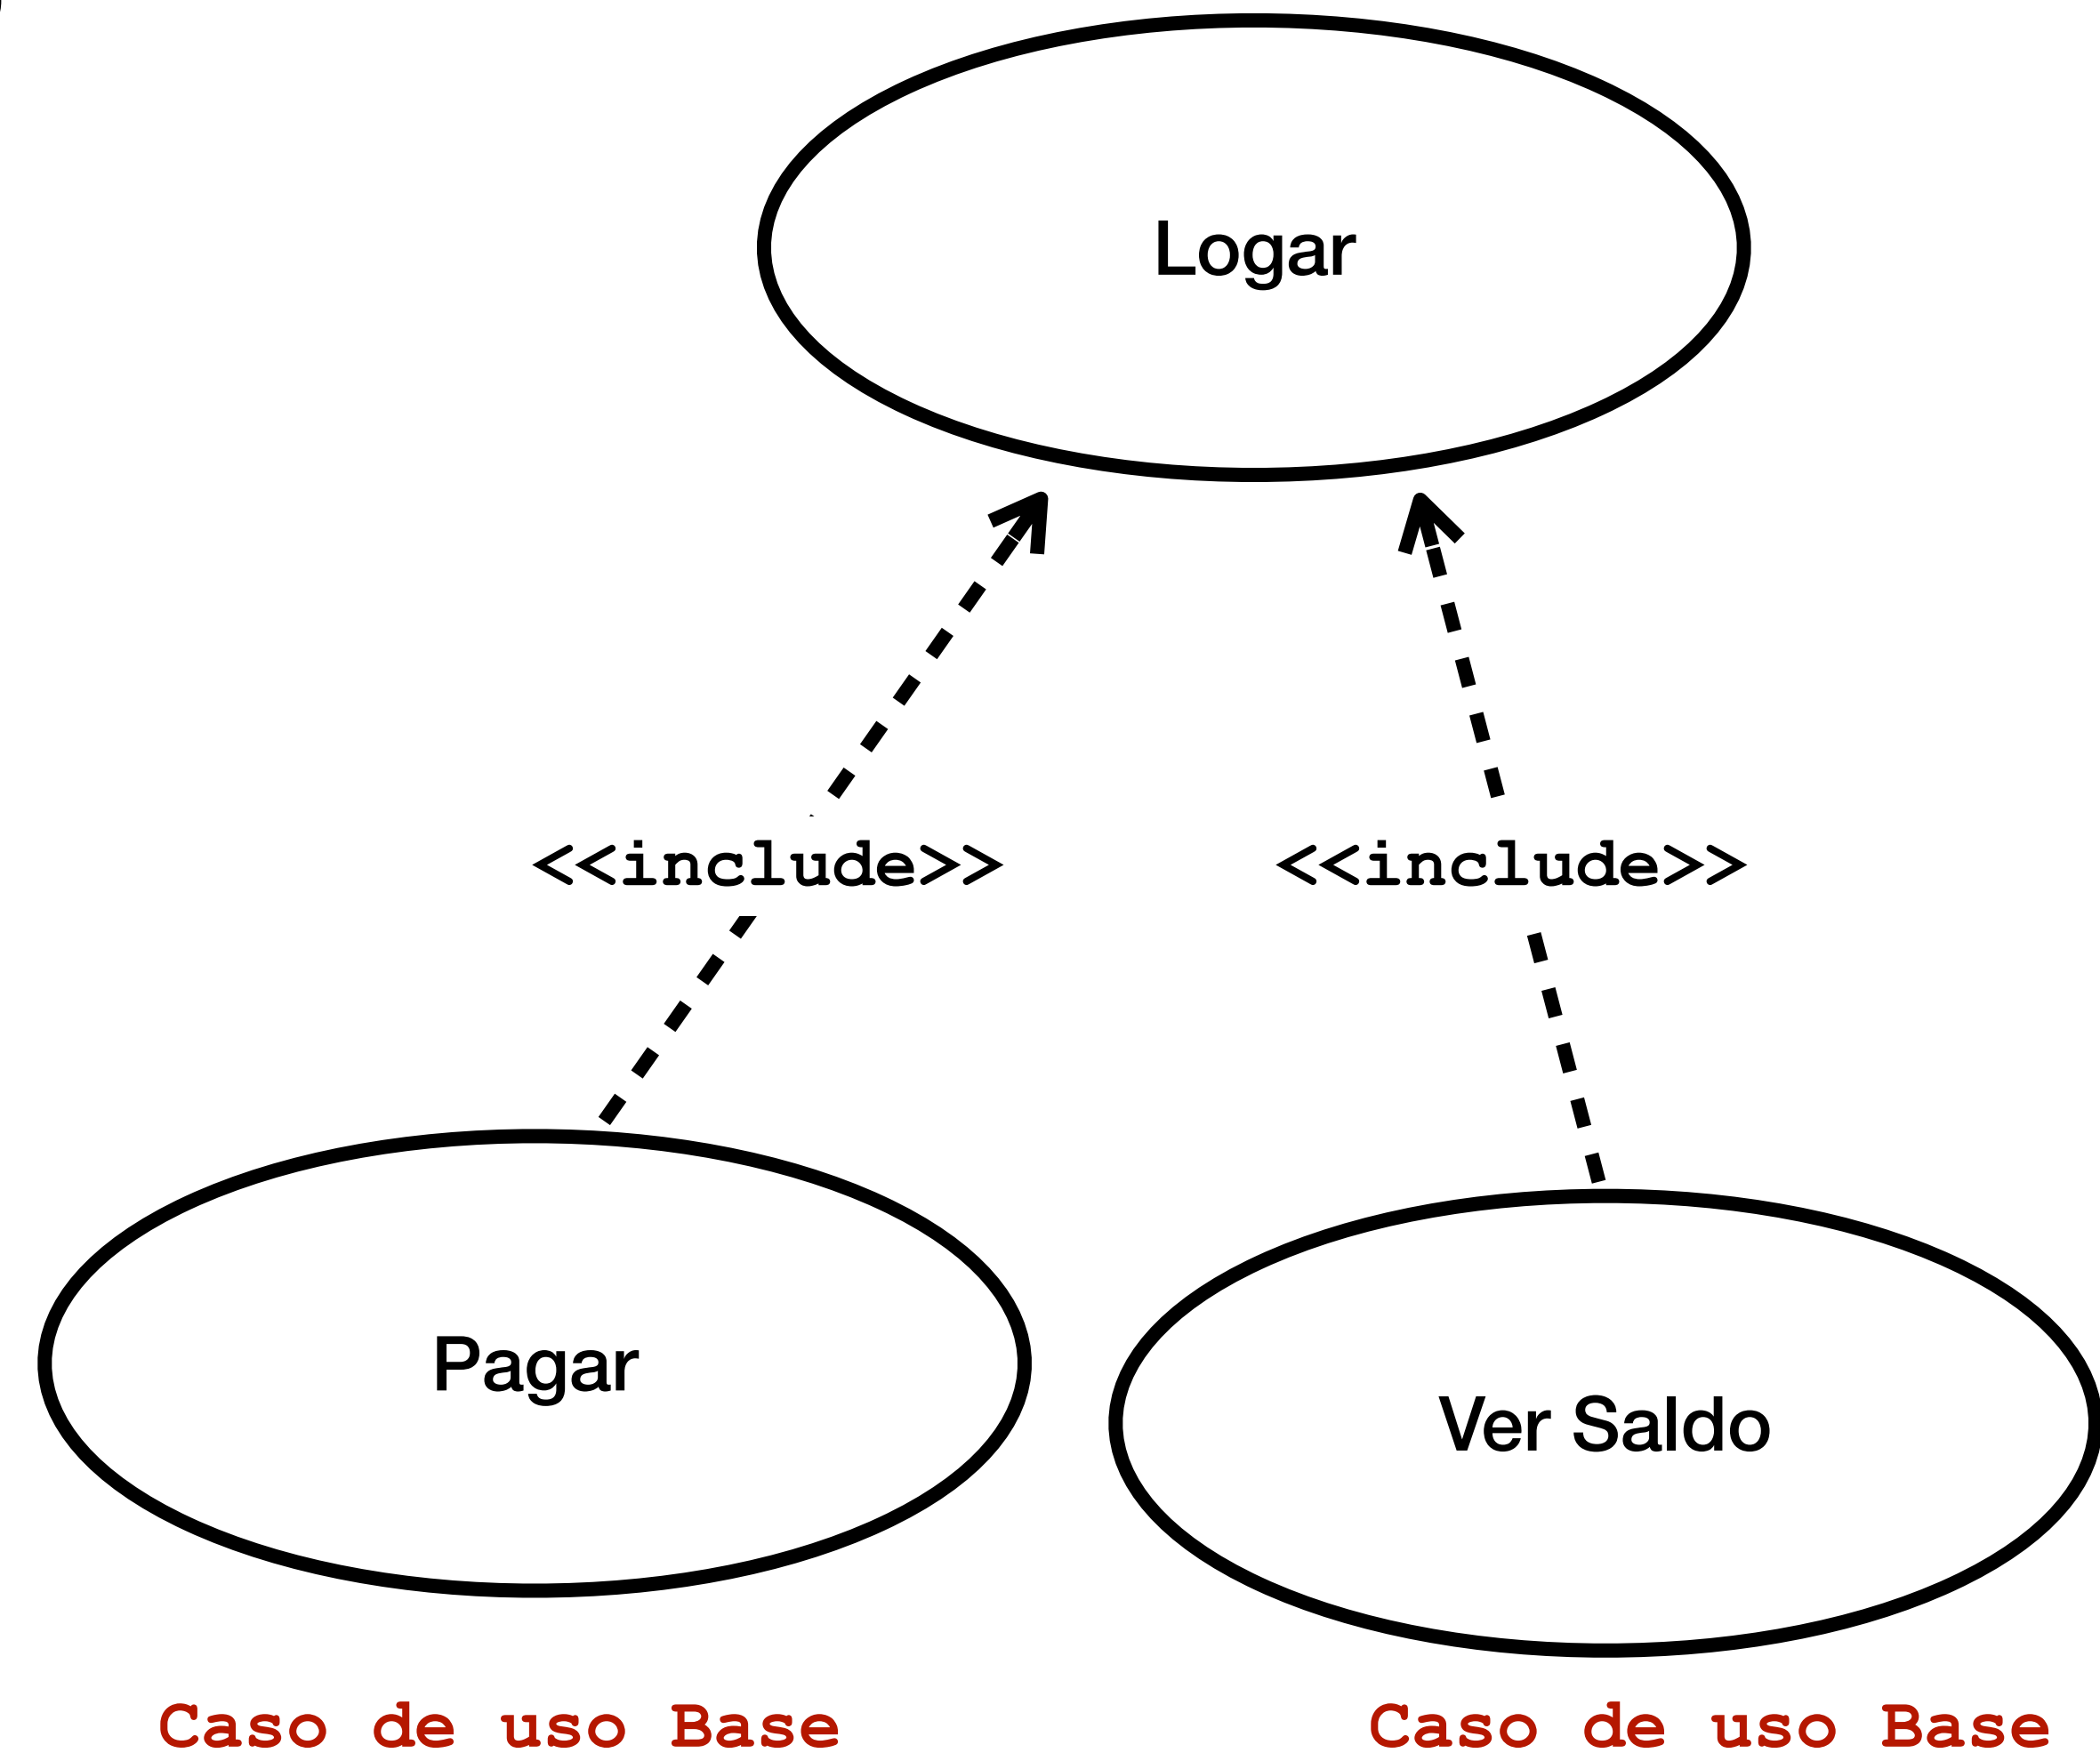 Logar
<<include>>
<<include>>
Pagar
Ver Saldo
Caso de uso Base
Caso de uso Base